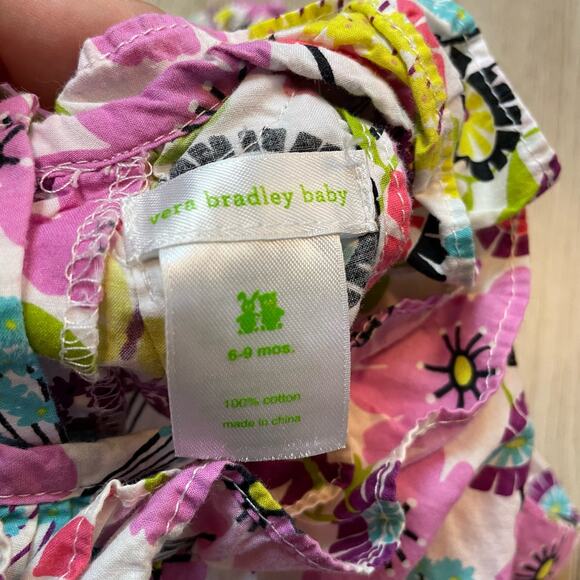 vera bradley baby
6-9 mos.
100% cotton
made in china